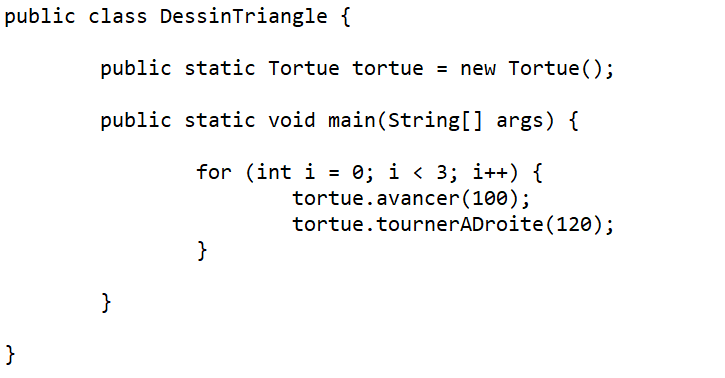 public class DessinTriangle {
public static Tortue tortue = new Tortue();
public static void main(String[] args) {
for (int i = 0; i < 3; i++) {
tortue.avancer(100);
tortue.tournerADroite(120);
}
}
}